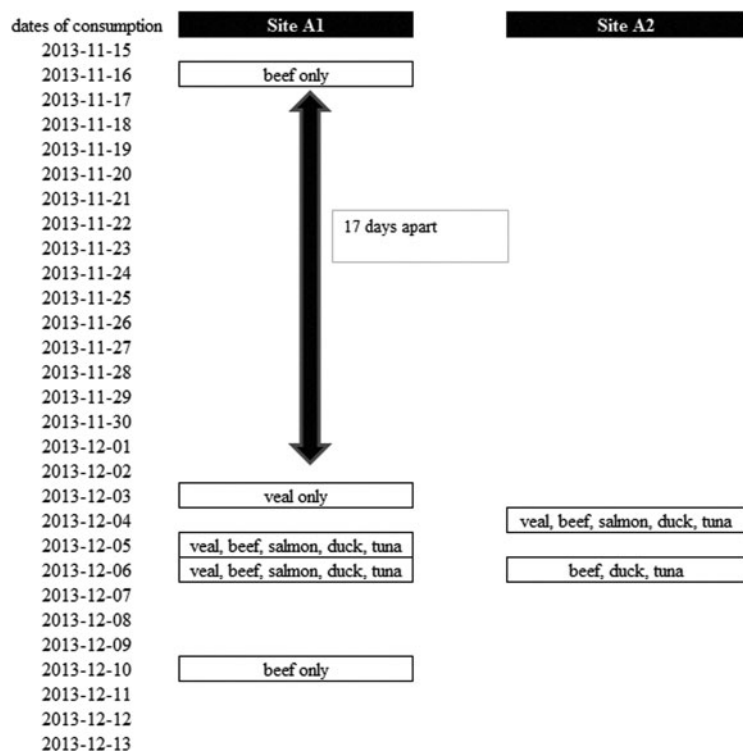 dates of consumption Site A1 Site A2
2013-11-15
2013-11-16 beef only
2013-11-17
2013-11-18
2013-11-19
2013-11-20
2013-11-21
2013-11-22 17 days apart
2013-11-23
2013-11-24
2013-11-25
2013-11-26
2013-11-27
2013-11-28
2013-11-29
2013-11-30
2013-12-01
2013-12-02
2013-12-03 veal only
2013-12-04 veal, beef, salmon, duck, tuna
2013-12-05 veal, beef, salmon, duck, tuna
2013-12-06 veal, beef, salmon, duck, tuna beef, duck, tuna
2013-12-07
2013-12-08
2013-12-09
2013-12-10 beef only
2013-12-11
2013-12-12
2013-12-13